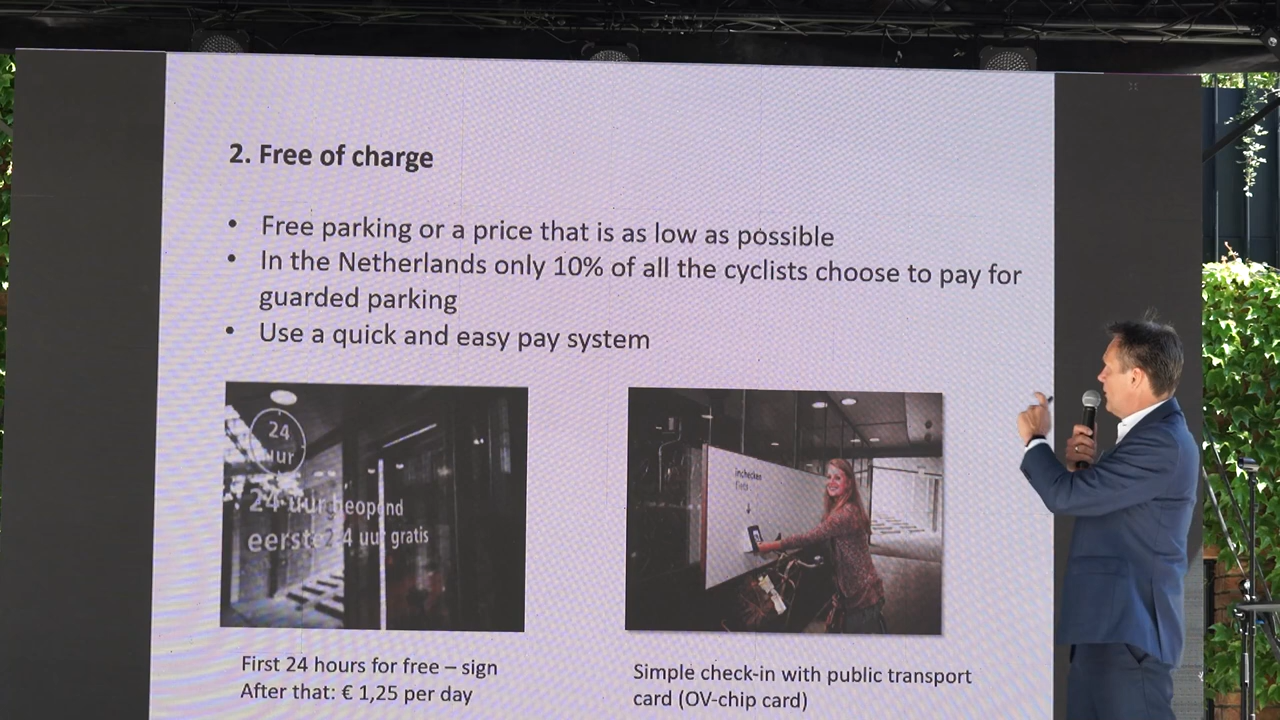 2. Free of charge
• Free parking or a price that is as low as possible
• In the Netherlands only 10% of all the cyclists choose to pay for
guarded parking
• Use a quick and easy pay system
24
uur
24 uur geopend
eerste 24 uur gratis
inchecken
fiets
First 24 hours for free – sign
After that: € 1,25 per day
Simple check-in with public transport
card (OV-chip card)